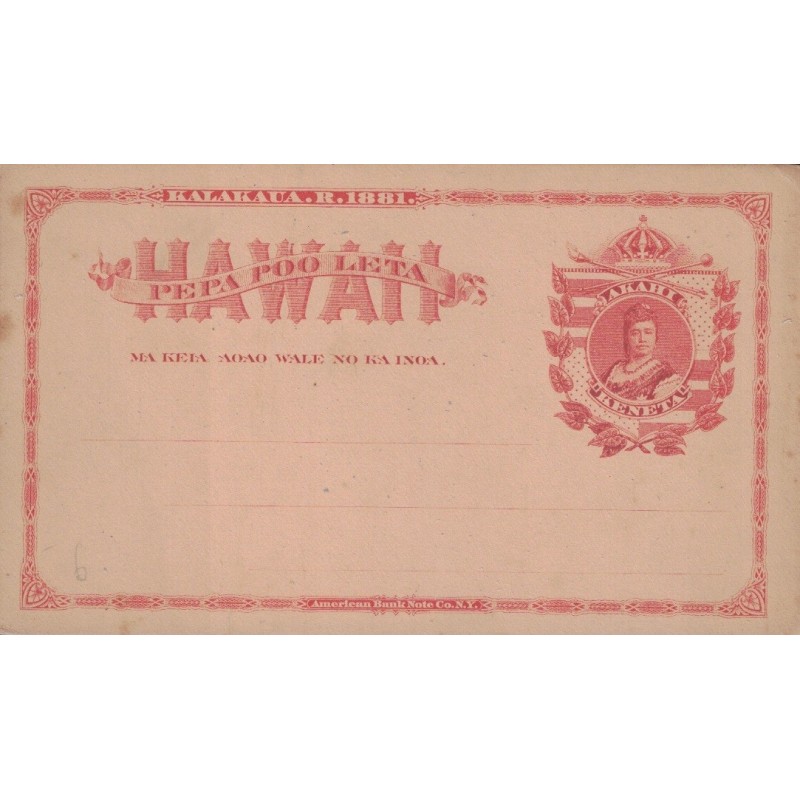 KALAKAUA.R.1881.
HAWAII
PEPA POO LETA
MA KEIA AOAO WALE NO KA INOA.
AKAHI
KENETA
6
American Bank Note Co. N.Y.